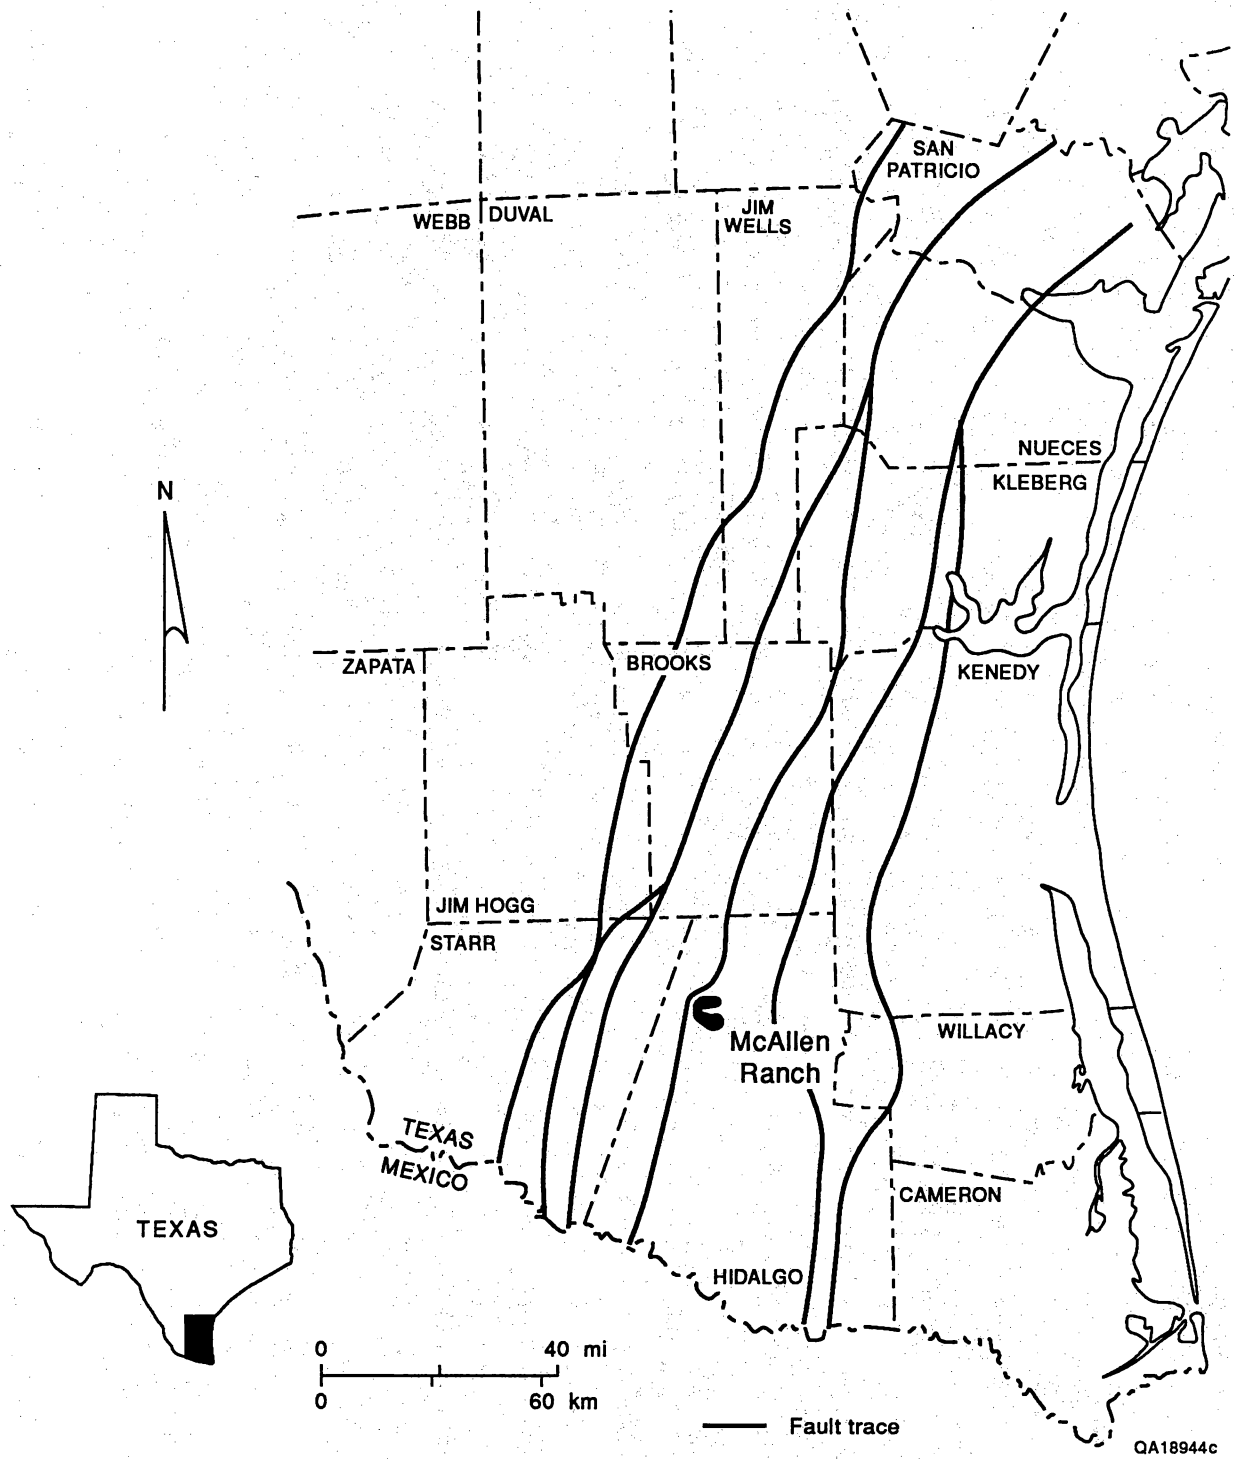 SAN
PATRICIO
WEBB
DUVAL
JIM
WELLS
NUECES
KLEBERG
N
ZAPATA
BROOKS
KENEDY
JIM HOGG
STARR
McAllen
Ranch
WILLACY
TEXAS
MEXICO
CAMERON
TEXAS
HIDALGO
0 40 mi
0 60 km
Fault trace
QA18944c